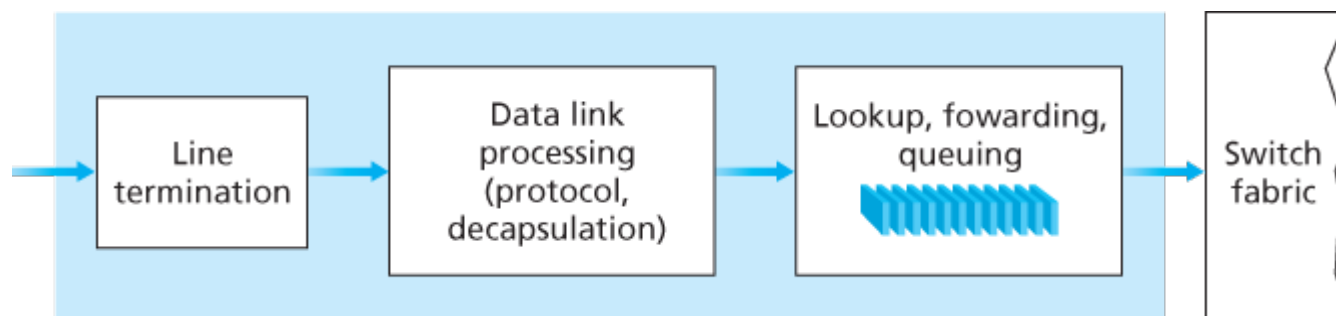 Line
termination
Data link
processing
(protocol,
decapsulation)
Lookup, fowarding,
queuing
Switch
fabric